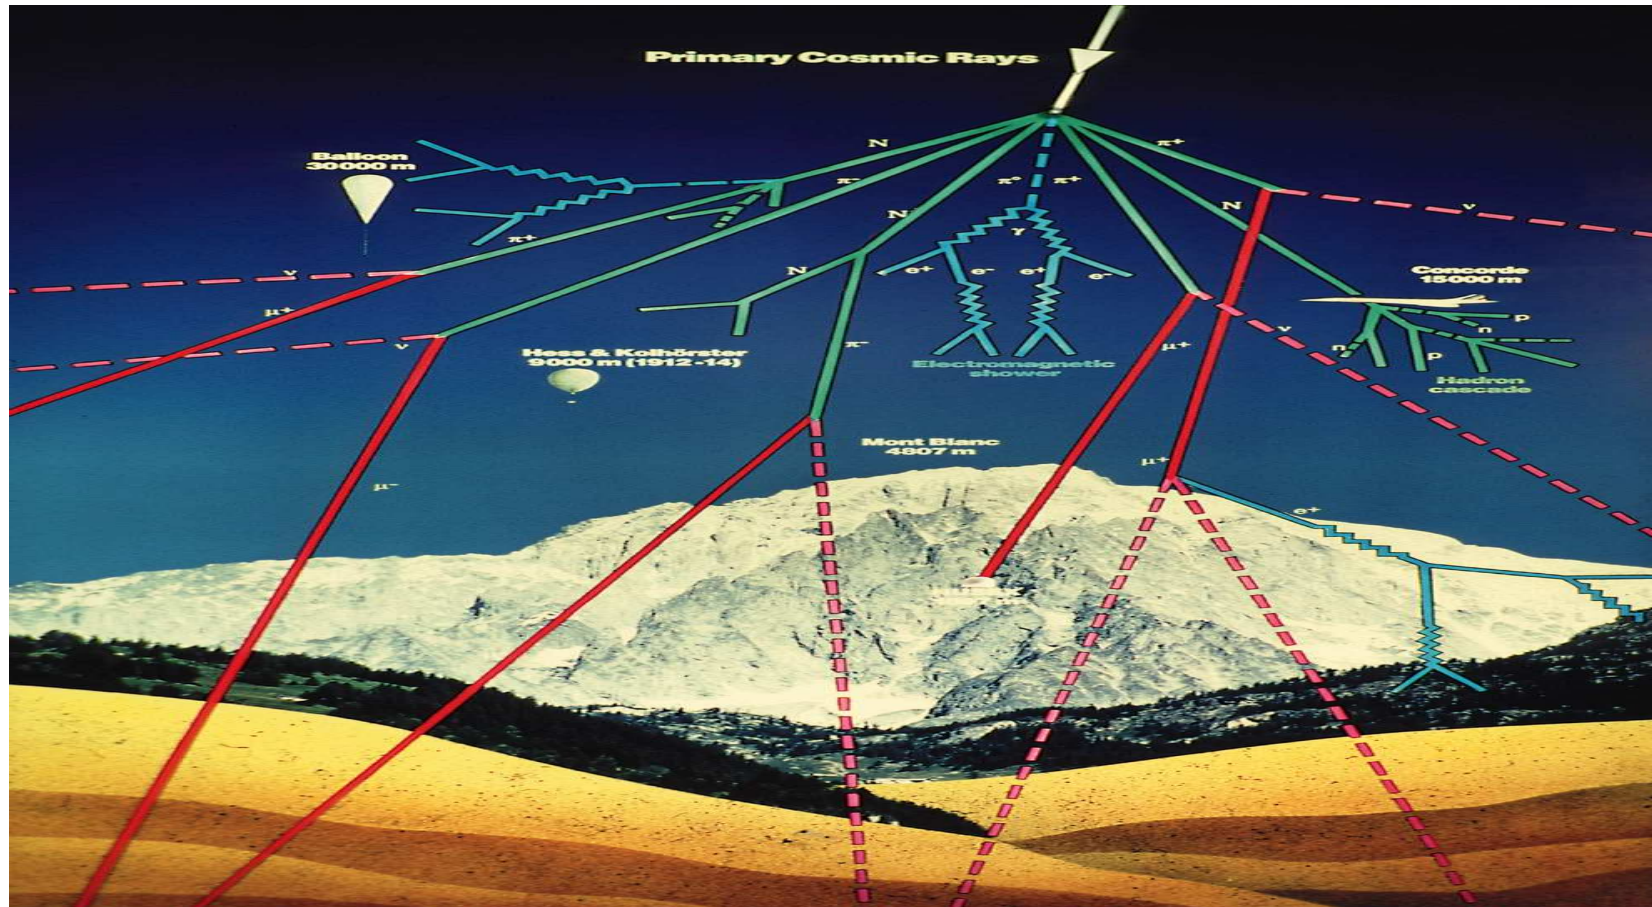 Primary Cosmic Rays
N
π+
Balloon
30000 m
π-
π°
π+
N
N
ν
γ
π+
ν
N
e+
e-
e+
e-
Concorde
15000 m
μ+
ν
p
n
π-
μ+
n
p
ν
Hess & Kolhörster
9000 m (1912-14)
Electromagnetic
shower
Hadron
cascade
Mont Blanc
4807 m
μ+
μ-
e+